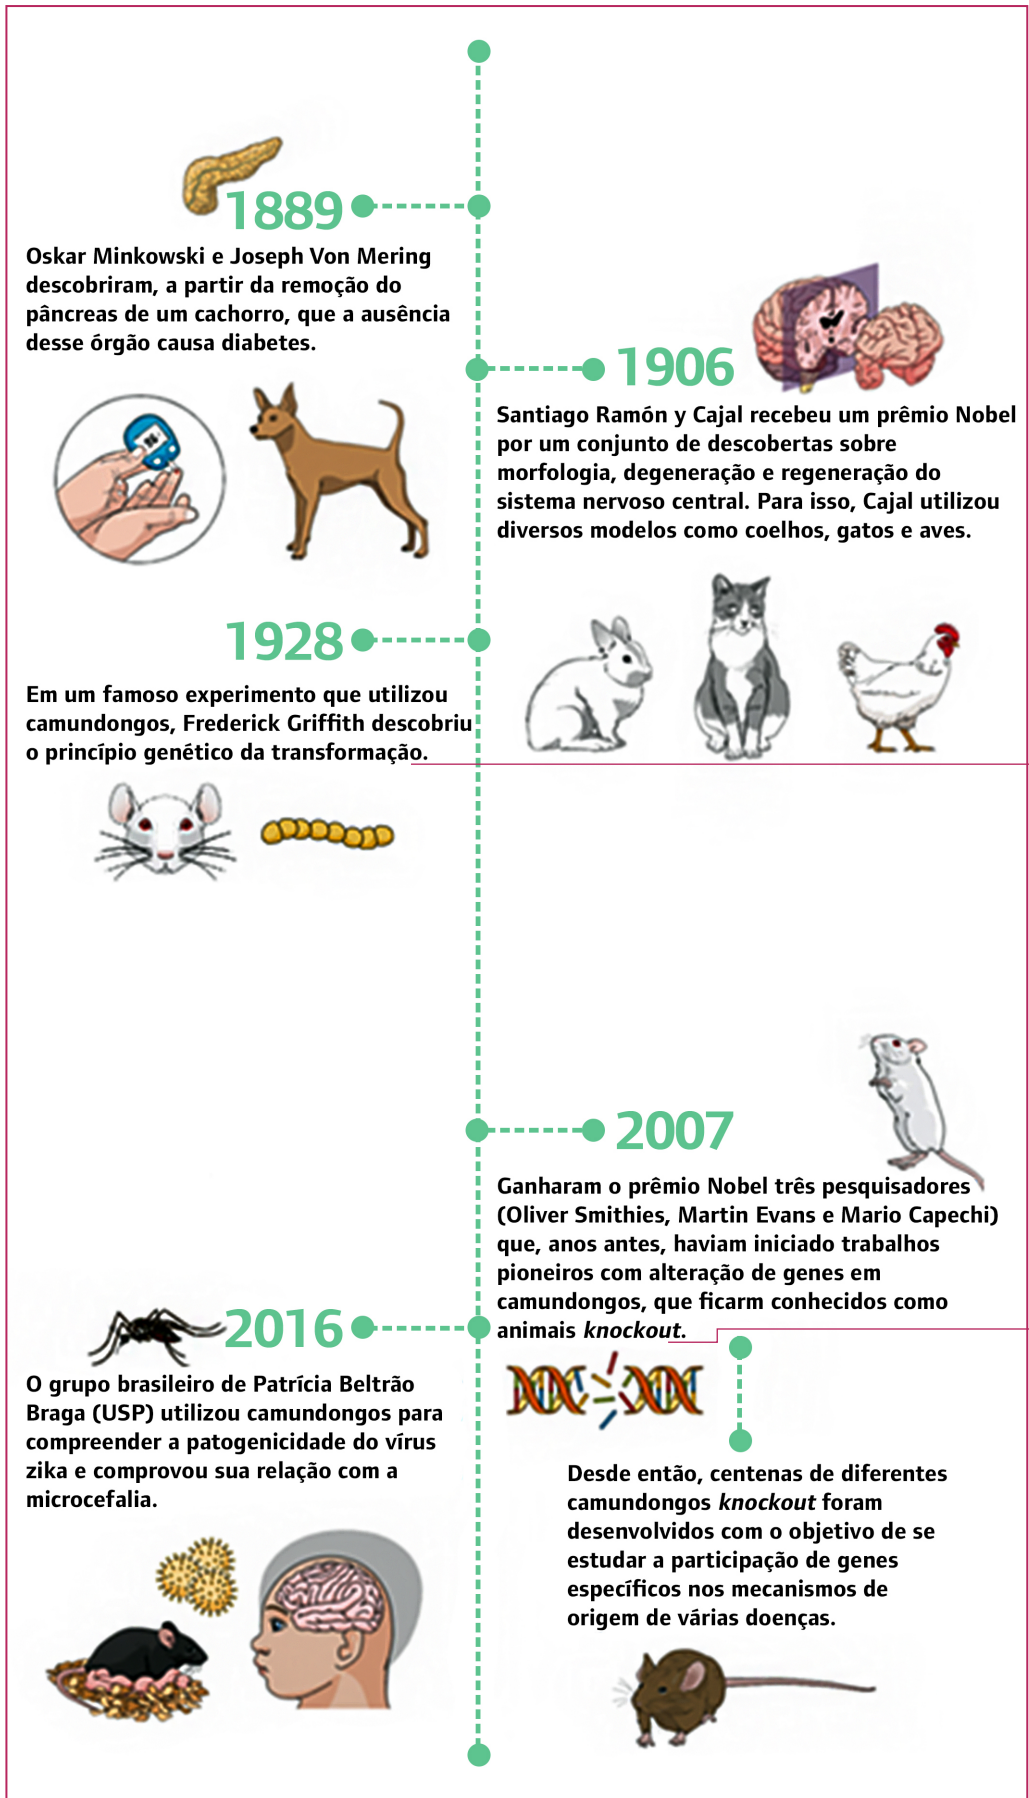 1889
Oskar Minkowski e Joseph Von Mering
descobriram, a partir da remoção do
pâncreas de um cachorro, que a ausência
desse órgão causa diabetes.
1906
Santiago Ramón y Cajal recebeu um prêmio Nobel
por um conjunto de descobertas sobre
morfologia, degeneração e regeneração do
sistema nervoso central. Para isso, Cajal utilizou
diversos modelos como coelhos, gatos e aves.
1928
Em um famoso experimento que utilizou
camundongos, Frederick Griffith descobriu
o princípio genético da transformação.
2007
Ganharam o prêmio Nobel três pesquisadores
(Oliver Smithies, Martin Evans e Mario Capechi)
que, anos antes, haviam iniciado trabalhos
pioneiros com alteração de genes em
camundongos, que ficarm conhecidos como
animais knockout.
Desde então, centenas de diferentes
camundongos knockout foram
desenvolvidos com o objetivo de se
estudar a participação de genes
específicos nos mecanismos de
origem de várias doenças.
2016
O grupo brasileiro de Patrícia Beltrão
Braga (USP) utilizou camundongos para
compreender a patogenicidade do vírus
zika e comprovou sua relação com a
microcefalia.